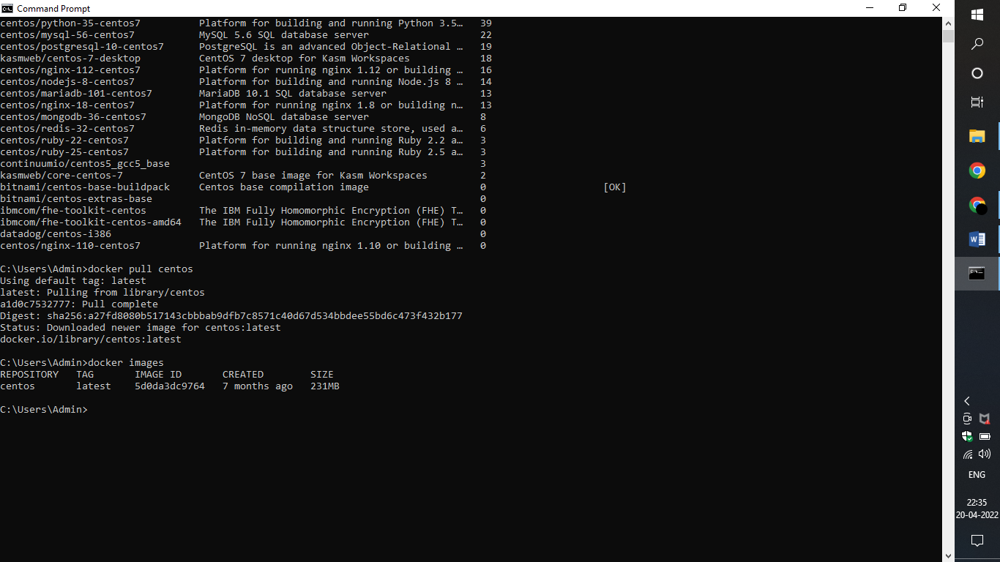 Command Prompt
centos/python-35-centos7          Platform for building and running Python 3.5…   39
centos/mysql-56-centos7           MySQL 5.6 SQL database server                   22
centos/postgresql-10-centos7      PostgreSQL is an advanced Object-Relational …   19
kasmweb/centos-7-desktop          CentOS 7 desktop for Kasm Workspaces            18
centos/nginx-112-centos7          Platform for running nginx 1.12 or building …   16
centos/nodejs-8-centos7           Platform for building and running Node.js 8 …   14
centos/mariadb-101-centos7        MariaDB 10.1 SQL database server                13
centos/nginx-18-centos7           Platform for running nginx 1.8 or building n…   13
centos/mongodb-36-centos7         MongoDB NoSQL database server                   8
centos/redis-32-centos7           Redis in-memory data structure store, used a…   6
centos/ruby-22-centos7            Platform for building and running Ruby 2.2 a…   3
centos/ruby-25-centos7            Platform for building and running Ruby 2.5 a…   3
continuumio/centos5_gcc5_base                                                     3
kasmweb/core-centos-7             CentOS 7 base image for Kasm Workspaces         2
bitnami/centos-base-buildpack     Centos base compilation image                   0                    [OK]
bitnami/centos-extras-base                                                        0
ibmcom/fhe-toolkit-centos         The IBM Fully Homomorphic Encryption (FHE) T…   0
ibmcom/fhe-toolkit-centos-amd64   The IBM Fully Homomorphic Encryption (FHE) T…   0
datadog/centos-i386                                                               0
centos/nginx-110-centos7          Platform for running nginx 1.10 or building …   0
C:\Users\Admin>docker pull centos
Using default tag: latest
latest: Pulling from library/centos
a1d0c7532777: Pull complete
Digest: sha256:a27fd8080b517143cbbbab9dfb7c8571c40d67d534bbdee55bd6c473f432b177
Status: Downloaded newer image for centos:latest
docker.io/library/centos:latest
C:\Users\Admin>docker images
REPOSITORY   TAG       IMAGE ID       CREATED        SIZE
centos       latest    5d0da3dc9764   7 months ago   231MB
C:\Users\Admin>
ENG
22:35
20-04-2022